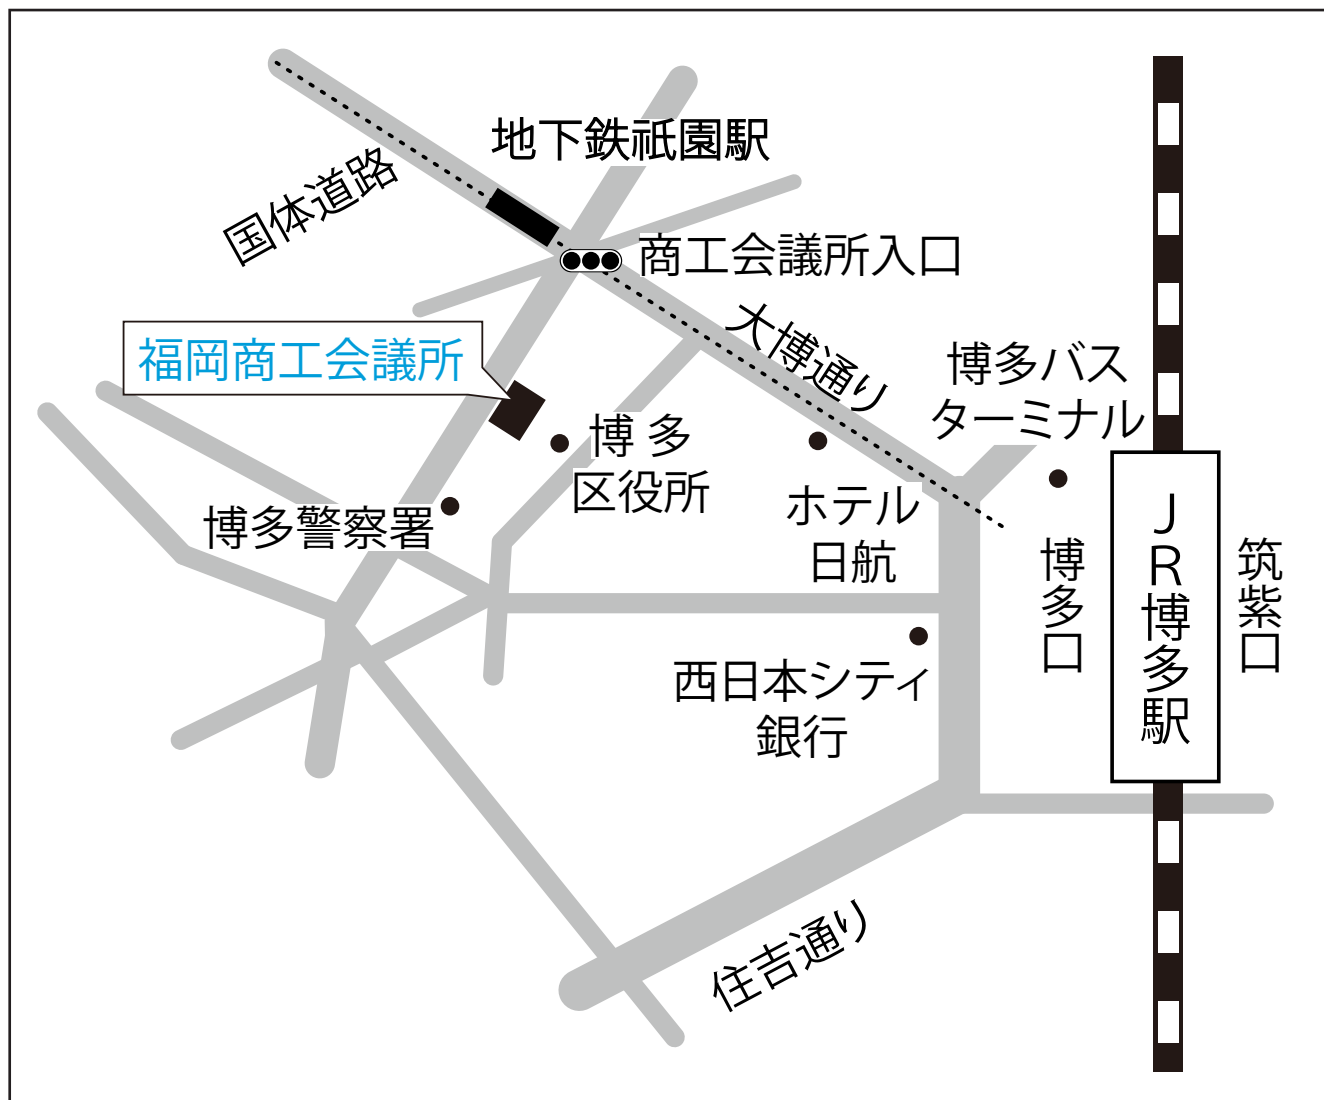 地下鉄祇園駅
国体道路
商工会議所入口
大博通り
福岡商工会議所
博多バス
ターミナル
博多
区役所
ホテル
日航
博多警察署
博多口
JR博多駅
筑紫口
西日本シティ
銀行
住吉通り